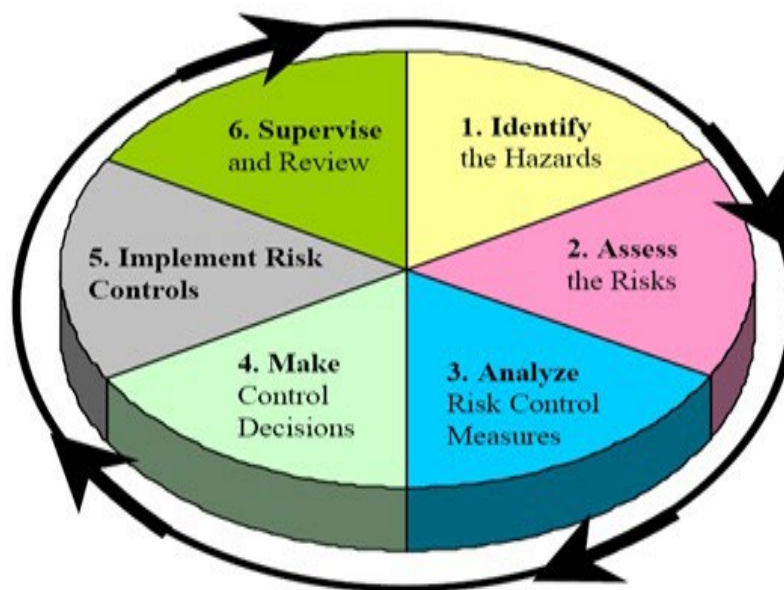 1. Identify
the Hazards
2. Assess
the Risks
3. Analyze
Risk Control
Measures
4. Make
Control
Decisions
5. Implement Risk
Controls
6. Supervise
and Review